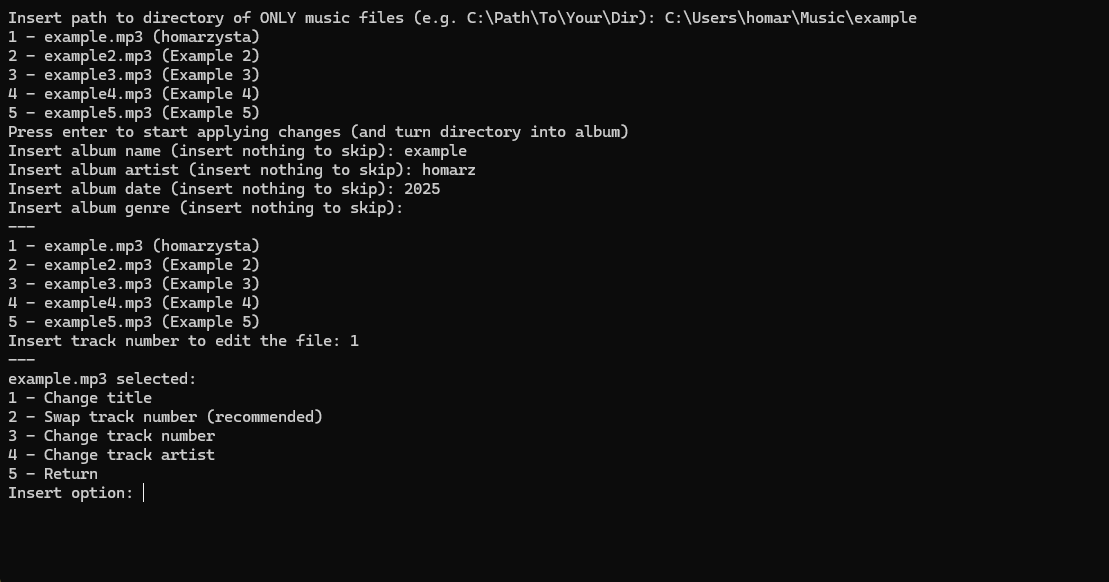 Insert path to directory of ONLY music files (e.g. C:\Path\To\Your\Dir): C:\Users\homar\Music\example
1 - example.mp3 (homarzysta)
2 - example2.mp3 (Example 2)
3 - example3.mp3 (Example 3)
4 - example4.mp3 (Example 4)
5 - example5.mp3 (Example 5)
Press enter to start applying changes (and turn directory into album)
Insert album name (insert nothing to skip): example
Insert album artist (insert nothing to skip): homarz
Insert album date (insert nothing to skip): 2025
Insert album genre (insert nothing to skip):
---
1 - example.mp3 (homarzysta)
2 - example2.mp3 (Example 2)
3 - example3.mp3 (Example 3)
4 - example4.mp3 (Example 4)
5 - example5.mp3 (Example 5)
Insert track number to edit the file: 1
---
example.mp3 selected:
1 - Change title
2 - Swap track number (recommended)
3 - Change track number
4 - Change track artist
5 - Return
Insert option: